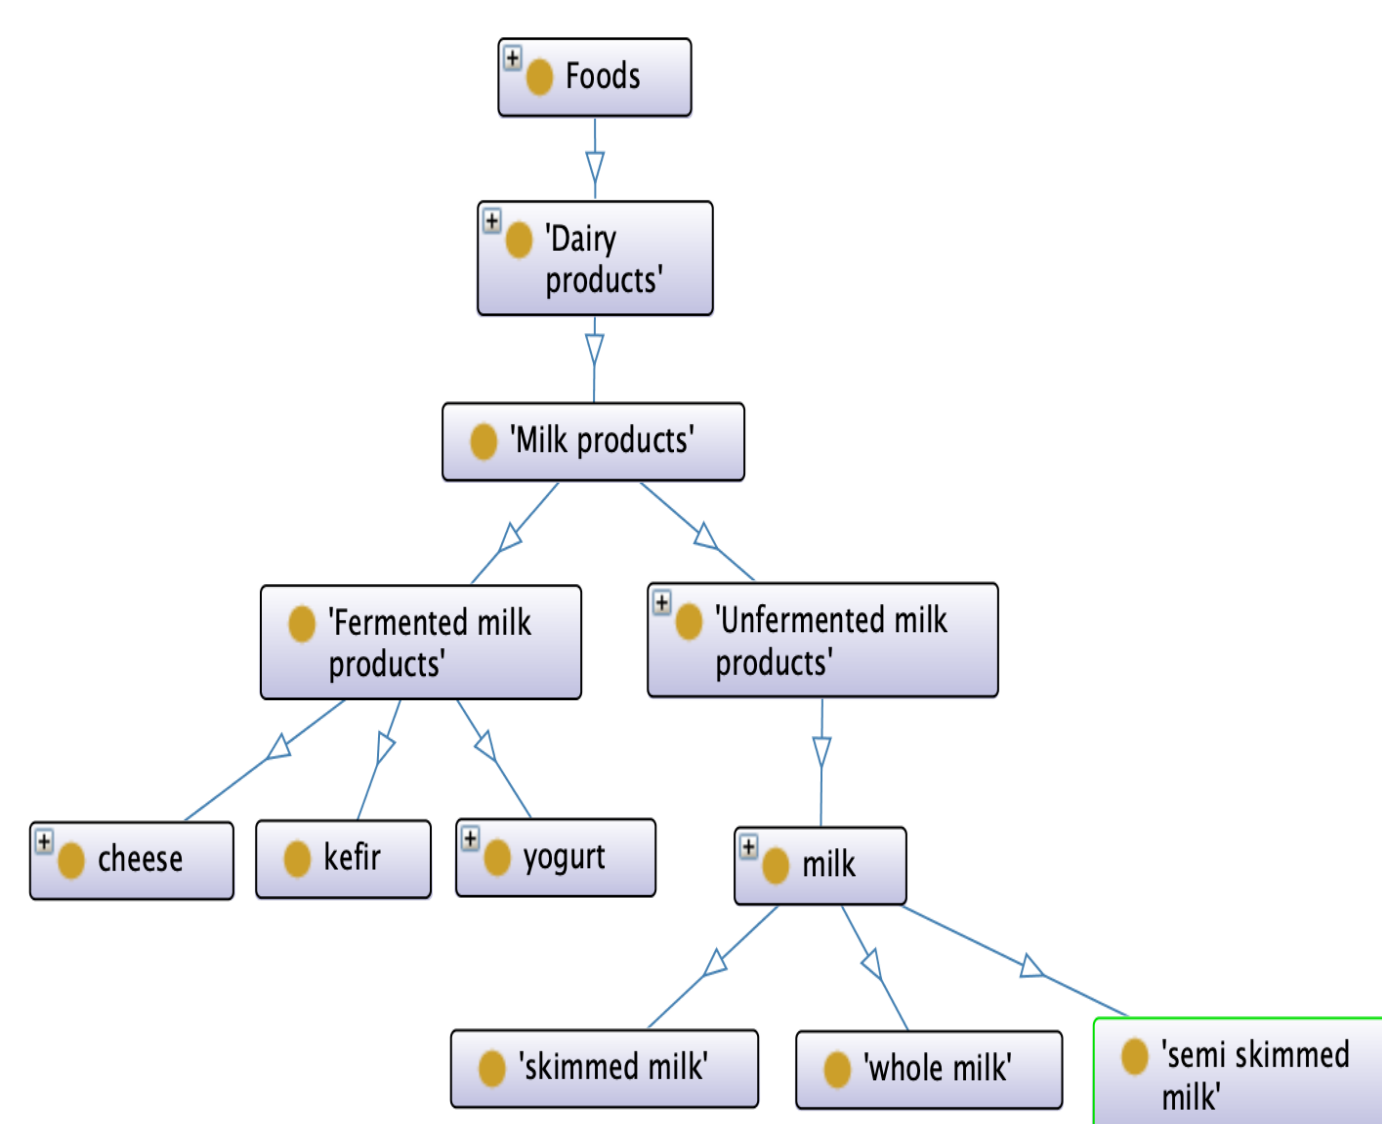 Foods
'Dairy
products'
'Milk products'
'Fermented milk
products'
'Unfermented milk
products'
cheese
kefir
yogurt
milk
'skimmed milk'
'whole milk'
'semi skimmed
milk'